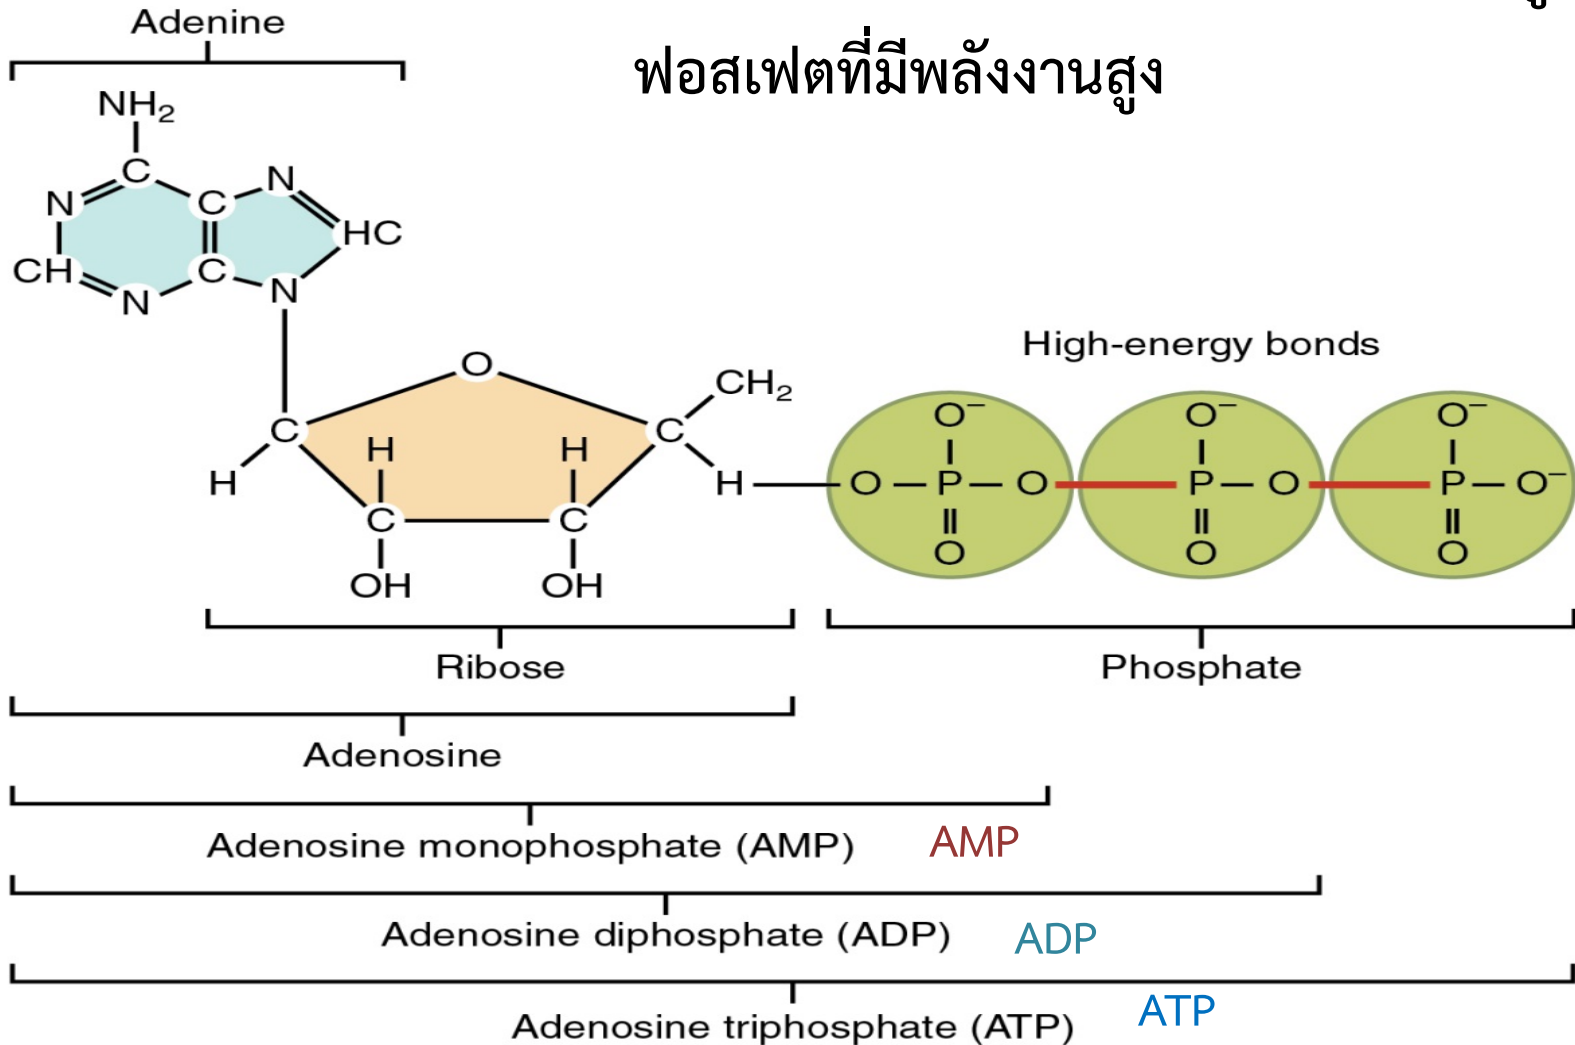 Adenine
ฟอสเฟตที่มีพลังงานสูง
NH₂
C
N
N
C
HC
CH
C
N
N
High-energy bonds
O
CH₂
C
C
H
H
H
H
C
C
OH
OH
O⁻
O⁻
O⁻
O – P – O
P – O
P – O⁻
O
O
O
Ribose
Phosphate
Adenosine
Adenosine monophosphate (AMP) AMP
Adenosine diphosphate (ADP) ADP
Adenosine triphosphate (ATP) ATP